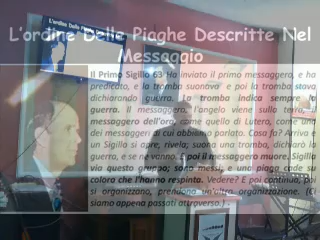 L'ordine Delle Piaghe Descritte Nel
Messaggio
Il Primo Sigillo 63 Ha inviato il primo messaggero, e ha
predicato, e la tromba suonava e poi la tromba stava
dichiarando guerra. La tromba indica sempre la
guerra. Il messaggero, l'angelo viene sulla terra, il
messaggero dell'ora, come quello di Lutero, come uno
dei messaggeri di cui abbiamo parlato. Cosa fa? Arriva e
un Sigillo si apre, rivela; suona una tromba, dichiara la
guerra, e se ne vanno. E poi il messaggero muore. Sigilla
via questo gruppo; sono messi, e una piaga cade su
coloro che l'hanno respinta. Vedere? E poi continua, poi
si organizzano, prendono un'altra organizzazione. (Ci
siamo appena passati attraverso.)